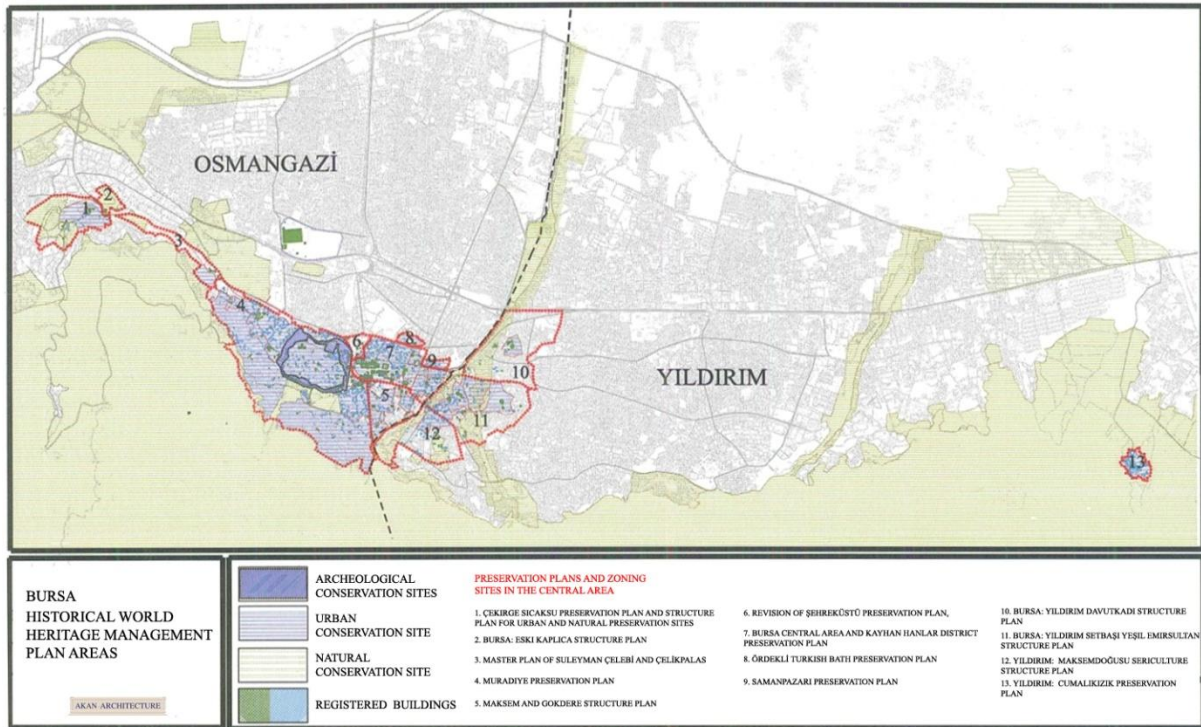 OSMANGAZİ
YILDIRIM
1
2
3
4
5
6
7
8
9
10
11
12
13
BURSA
HISTORICAL WORLD
HERITAGE MANAGEMENT
PLAN AREAS
AKAN ARCHITECTURE
ARCHEOLOGICAL
CONSERVATION SITES
URBAN
CONSERVATION SITE
NATURAL
CONSERVATION SITE
REGISTERED BUILDINGS
PRESERVATION PLANS AND ZONING
SITES IN THE CENTRAL AREA
1. ÇEKIRGE SICAKSU PRESERVATION PLAN AND STRUCTURE
PLAN FOR URBAN AND NATURAL PRESERVATION SITES
2. BURSA: ESKI KAPLICA STRUCTURE PLAN
3. MASTER PLAN OF SULEYMAN ÇELEBİ AND ÇELİKPALAS
4. MURADIYE PRESERVATION PLAN
5. MAKSEM AND GOKDERE STRUCTURE PLAN
6. REVISION OF ŞEHREKÜSTÜ PRESERVATION PLAN,
7. BURSA CENTRAL AREA AND KAYHAN HANLAR DISTRICT
PRESERVATION PLAN
8. ÖRDEKLİ TURKISH BATH PRESERVATION PLAN
9. SAMANPAZARI PRESERVATION PLAN
10. BURSA: YILDIRIM DAVUTKADI STRUCTURE
PLAN
11. BURSA: YILDIRIM SETBAŞI YEŞIL EMIRSULTAN
STRUCTURE PLAN
12. YILDIRIM: MAKSEMDOĞUSU SERICULTURE
STRUCTURE PLAN
13. YILDIRIM: CUMALIKIZIK PRESERVATION
PLAN